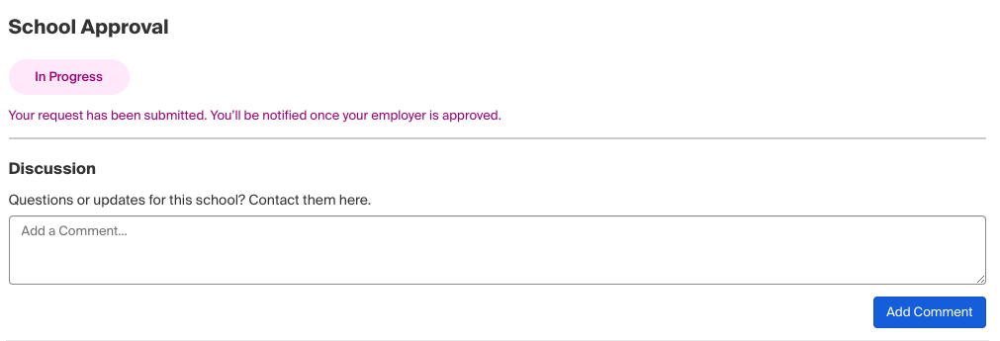 School Approval
In Progress
Your request has been submitted. You’ll be notified once your employer is approved.
Discussion
Questions or updates for this school? Contact them here.
Add a Comment...
Add Comment